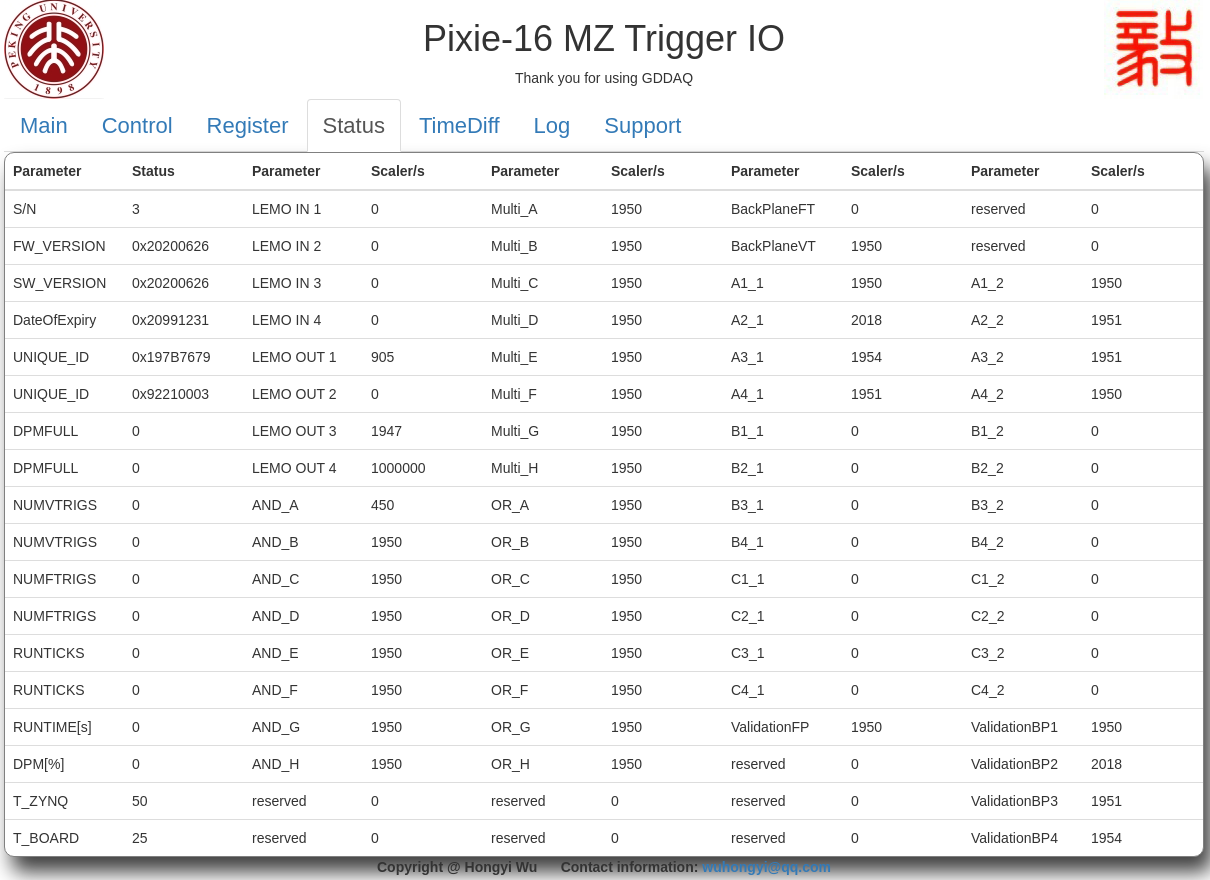 PEKING UNIVERSITY
1898
Pixie-16 MZ Trigger IO
Thank you for using GDDAQ
Main Control Register Status TimeDiff Log Support
Parameter Status Parameter Scaler/s Parameter Scaler/s Parameter Scaler/s Parameter Scaler/s
S/N 3 LEMO IN 1 0 Multi_A 1950 BackPlaneFT 0 reserved 0
FW_VERSION 0x20200626 LEMO IN 2 0 Multi_B 1950 BackPlaneVT 1950 reserved 0
SW_VERSION 0x20200626 LEMO IN 3 0 Multi_C 1950 A1_1 1950 A1_2 1950
DateOfExpiry 0x20991231 LEMO IN 4 0 Multi_D 1950 A2_1 2018 A2_2 1951
UNIQUE_ID 0x197B7679 LEMO OUT 1 905 Multi_E 1950 A3_1 1954 A3_2 1951
UNIQUE_ID 0x92210003 LEMO OUT 2 0 Multi_F 1950 A4_1 1951 A4_2 1950
DPMFULL 0 LEMO OUT 3 1947 Multi_G 1950 B1_1 0 B1_2 0
DPMFULL 0 LEMO OUT 4 1000000 Multi_H 1950 B2_1 0 B2_2 0
NUMVTRIGS 0 AND_A 450 OR_A 1950 B3_1 0 B3_2 0
NUMVTRIGS 0 AND_B 1950 OR_B 1950 B4_1 0 B4_2 0
NUMFTRIGS 0 AND_C 1950 OR_C 1950 C1_1 0 C1_2 0
NUMFTRIGS 0 AND_D 1950 OR_D 1950 C2_1 0 C2_2 0
RUNTICKS 0 AND_E 1950 OR_E 1950 C3_1 0 C3_2 0
RUNTICKS 0 AND_F 1950 OR_F 1950 C4_1 0 C4_2 0
RUNTIME[s] 0 AND_G 1950 OR_G 1950 ValidationFP 1950 ValidationBP1 1950
DPM[%] 0 AND_H 1950 OR_H 1950 reserved 0 ValidationBP2 2018
T_ZYNQ 50 reserved 0 reserved 0 reserved 0 ValidationBP3 1951
T_BOARD 25 reserved 0 reserved 0 reserved 0 ValidationBP4 1954
Copyright @ Hongyi Wu Contact information: wuhongyi@qq.com